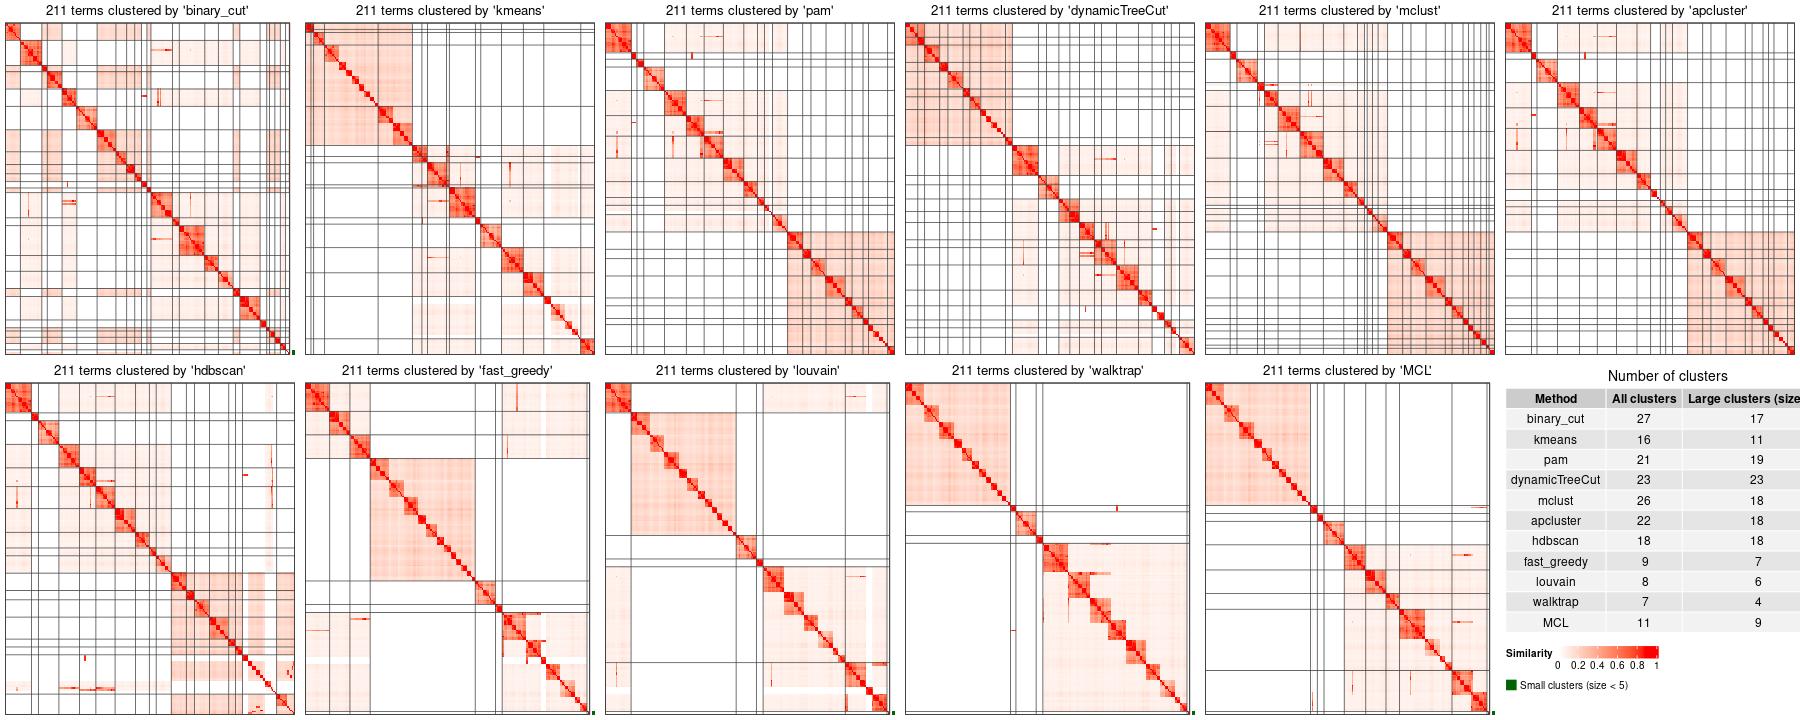 211 terms clustered by 'binary_cut'
211 terms clustered by 'kmeans'
211 terms clustered by 'pam'
211 terms clustered by 'dynamicTreeCut'
211 terms clustered by 'mclust'
211 terms clustered by 'apcluster'
211 terms clustered by 'hdbscan'
211 terms clustered by 'fast_greedy'
211 terms clustered by 'louvain'
211 terms clustered by 'walktrap'
211 terms clustered by 'MCL'
Number of clusters
Method All clusters Large clusters (size
binary_cut 27 17
kmeans 16 11
pam 21 19
dynamicTreeCut 23 23
mclust 26 18
apcluster 22 18
hdbscan 18 18
fast_greedy 9 7
louvain 8 6
walktrap 7 4
MCL 11 9
Similarity
0 0.2 0.4 0.6 0.8 1
Small clusters (size < 5)